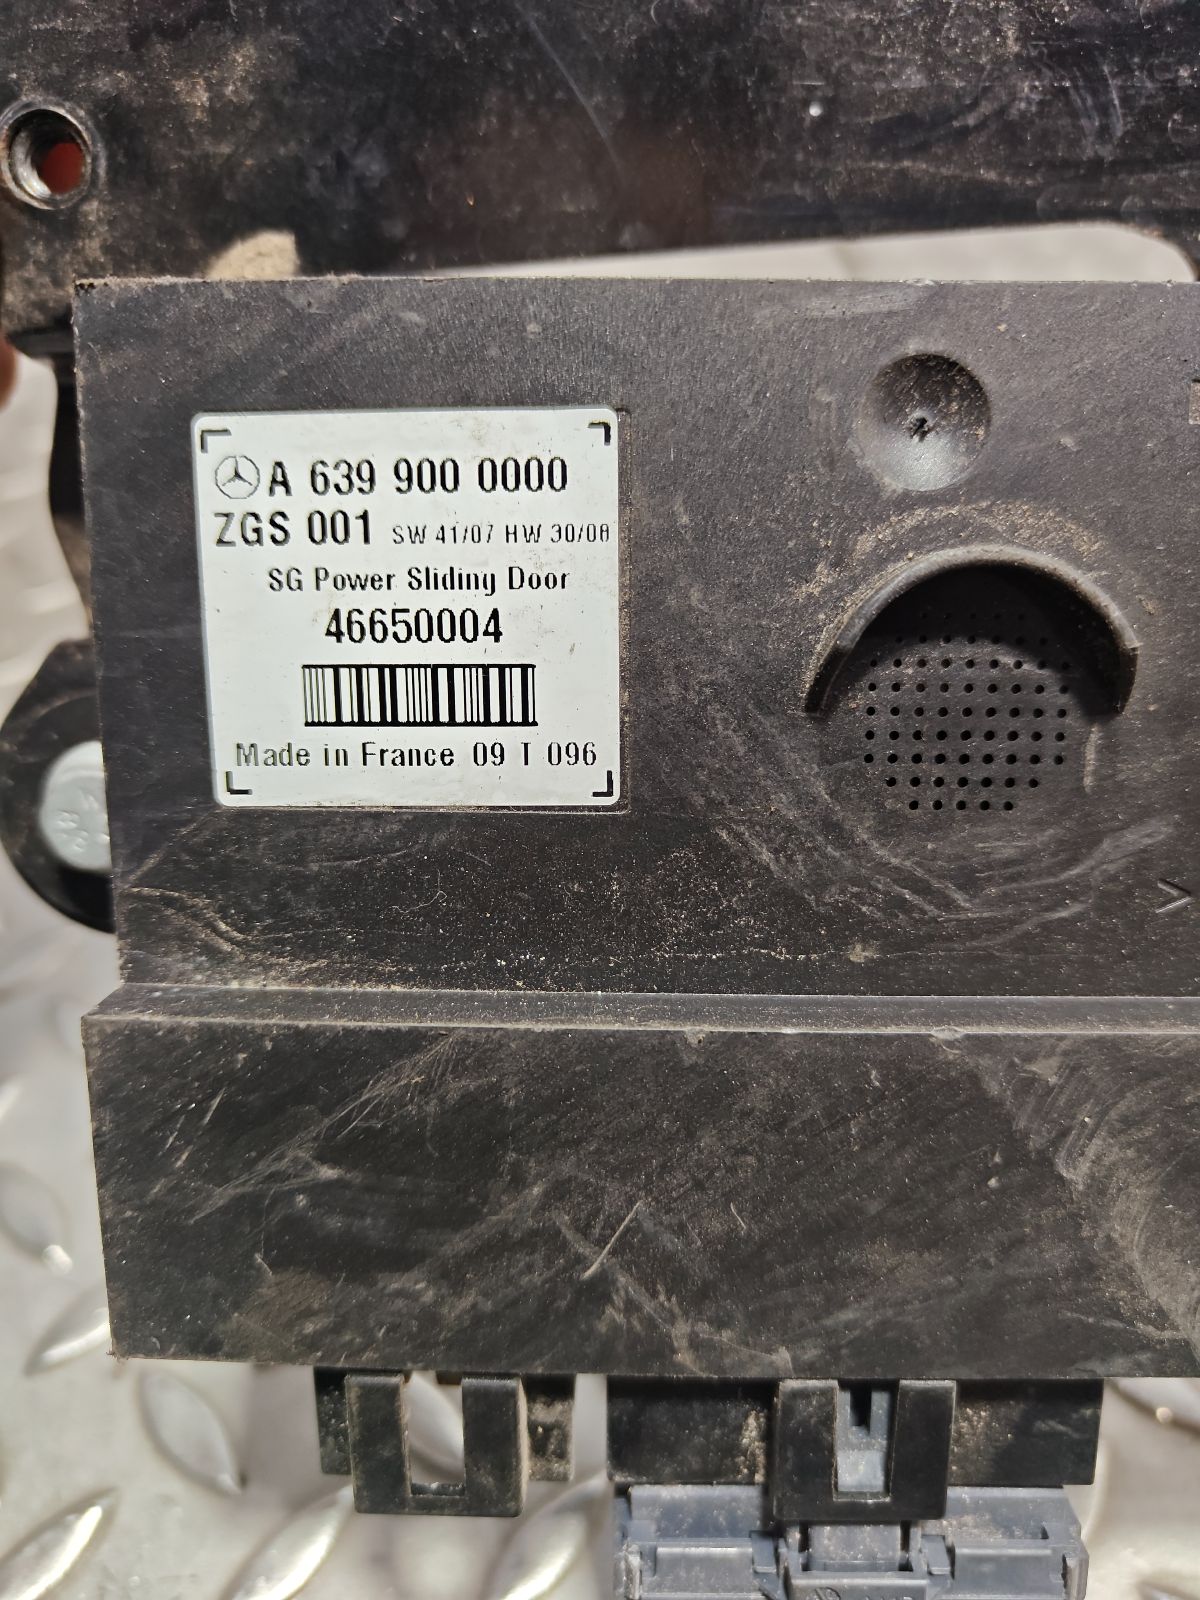 A 639 900 0000
ZGS 001 SW 41/07 HW 30/08
SG Power Sliding Door
46650004
Made in France 09 T 096